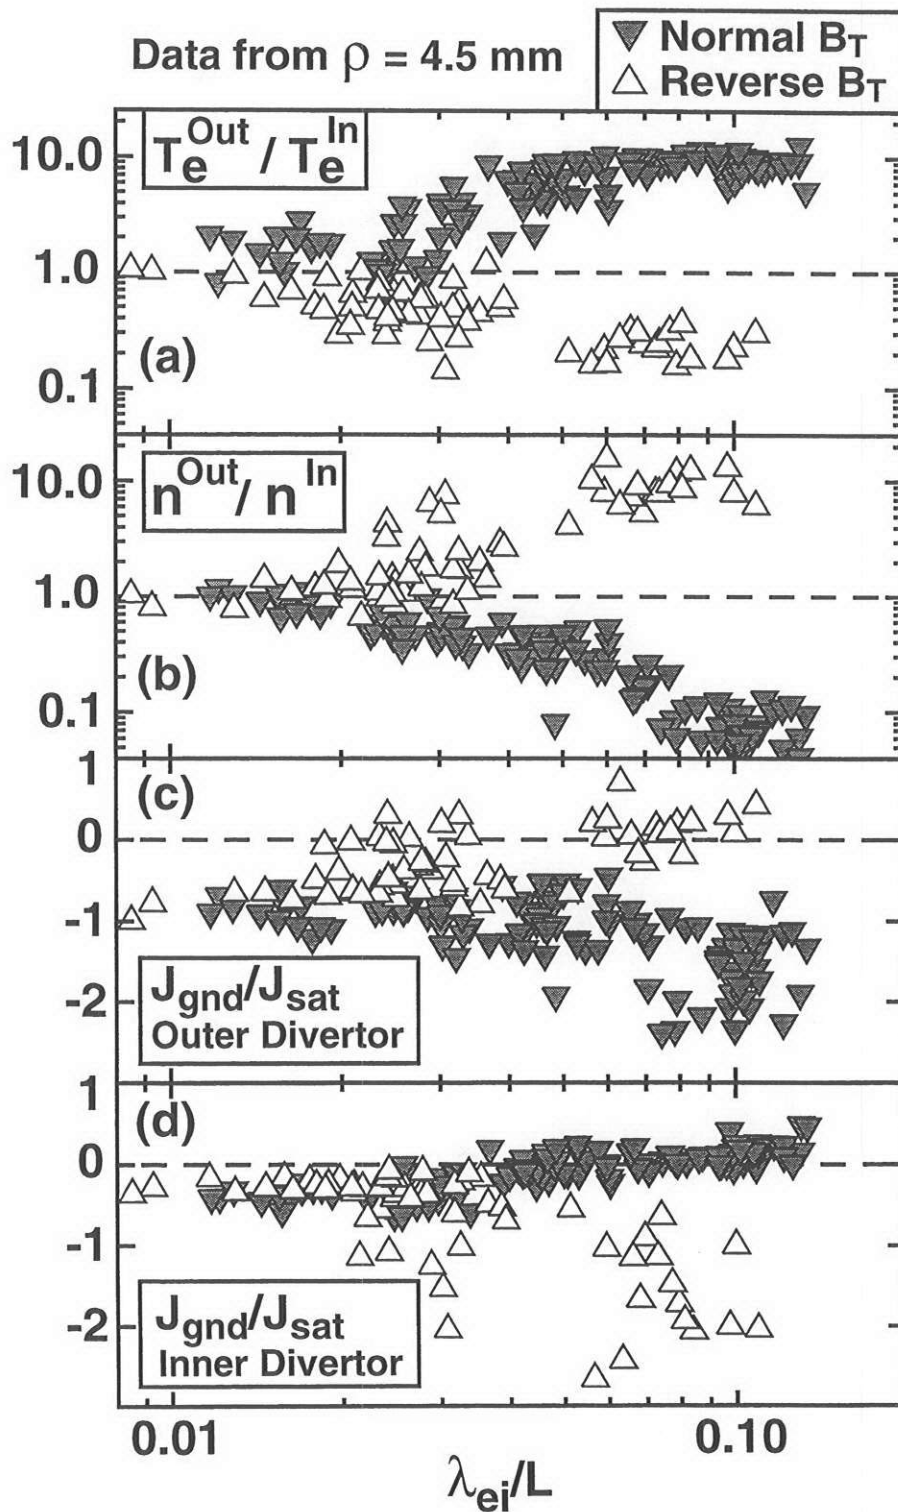 Data from ρ = 4.5 mm
Normal B_T
Reverse B_T
T_e^Out / T_e^In
10.0
1.0
0.1
(a)
n^Out / n^In
10.0
1.0
0.1
(b)
1
0
-1
-2
(c)
J_gnd/J_sat
Outer Divertor
1
0
-1
-2
(d)
J_gnd/J_sat
Inner Divertor
0.01
0.10
λ_ei/L